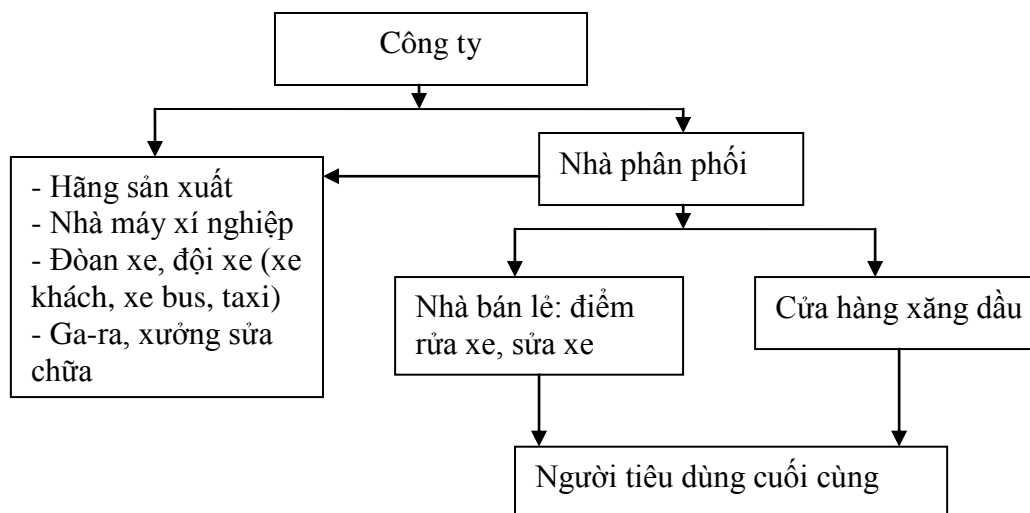 Công ty
Nhà phân phối
- Hãng sản xuất
- Nhà máy xí nghiệp
- Đòan xe, đội xe (xe
khách, xe bus, taxi)
- Ga-ra, xưởng sửa
chữa
Nhà bán lẻ: điểm
rửa xe, sửa xe
Cửa hàng xăng dầu
Người tiêu dùng cuối cùng